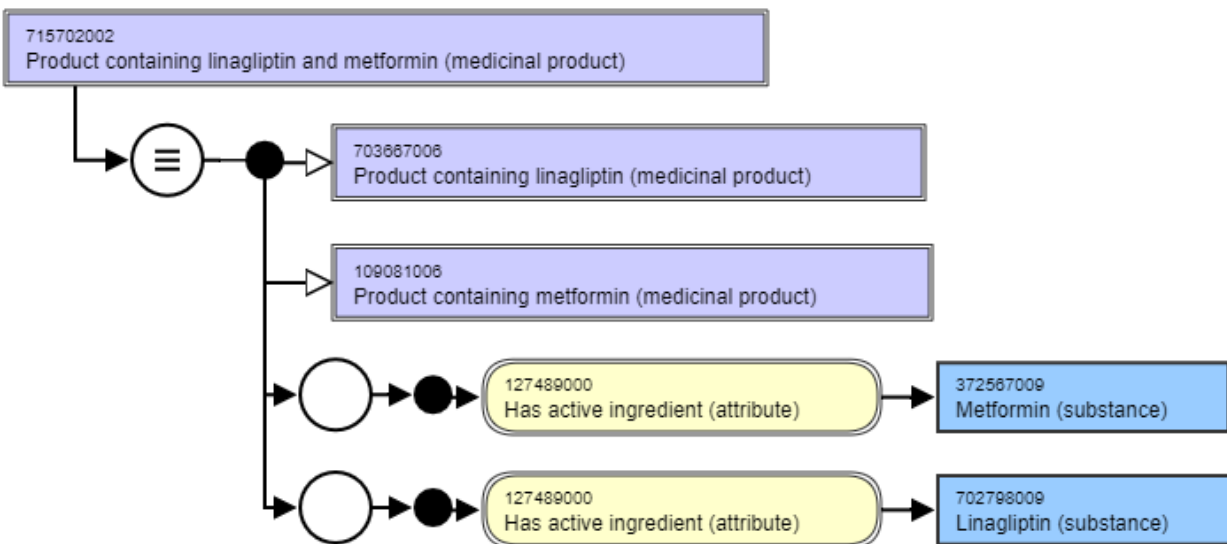 715702002
Product containing linagliptin and metformin (medicinal product)
703667006
Product containing linagliptin (medicinal product)
109081006
Product containing metformin (medicinal product)
127489000
Has active ingredient (attribute)
372567009
Metformin (substance)
127489000
Has active ingredient (attribute)
702798009
Linagliptin (substance)